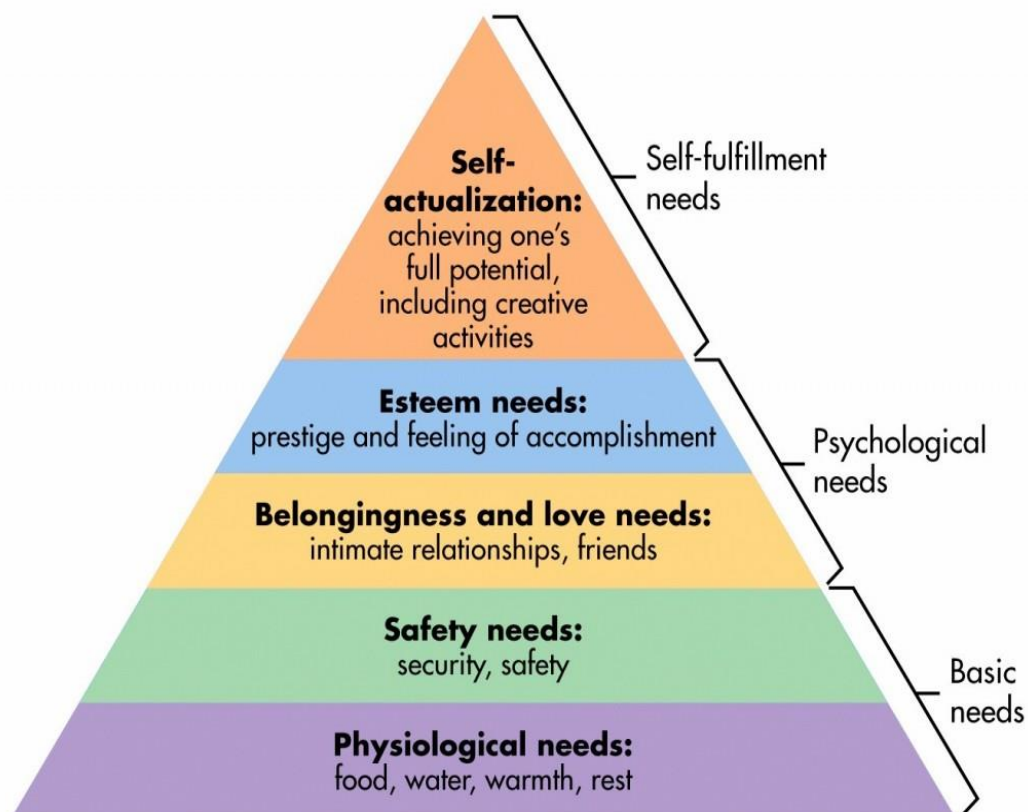 Self-
actualization:
achieving one's
full potential,
including creative
activities
Self-fulfillment
needs
Esteem needs:
prestige and feeling of accomplishment
Belongingness and love needs:
intimate relationships, friends
Psychological
needs
Safety needs:
security, safety
Physiological needs:
food, water, warmth, rest
Basic
needs